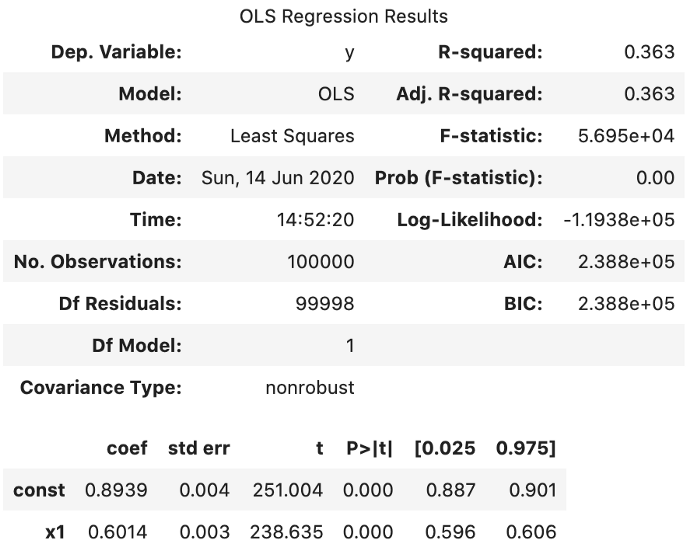 OLS Regression Results
Dep. Variable: y R-squared: 0.363
Model: OLS Adj. R-squared: 0.363
Method: Least Squares F-statistic: 5.695e+04
Date: Sun, 14 Jun 2020 Prob (F-statistic): 0.00
Time: 14:52:20 Log-Likelihood: -1.1938e+05
No. Observations: 100000 AIC: 2.388e+05
Df Residuals: 99998 BIC: 2.388e+05
Df Model: 1
Covariance Type: nonrobust
coef std err t P>|t| [0.025 0.975]
const 0.8939 0.004 251.004 0.000 0.887 0.901
x1 0.6014 0.003 238.635 0.000 0.596 0.606